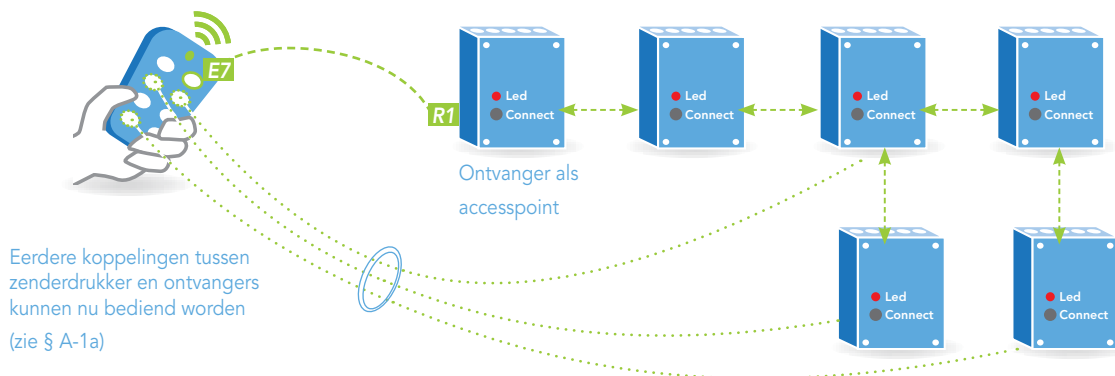 E7
R1
Led
Connect
Led
Connect
Led
Connect
Led
Connect
Ontvanger als
accesspoint
Eerdere koppelingen tussen
zenderdrukker en ontvangers
kunnen nu bediend worden
(zie § A-1a)
Led
Connect
Led
Connect